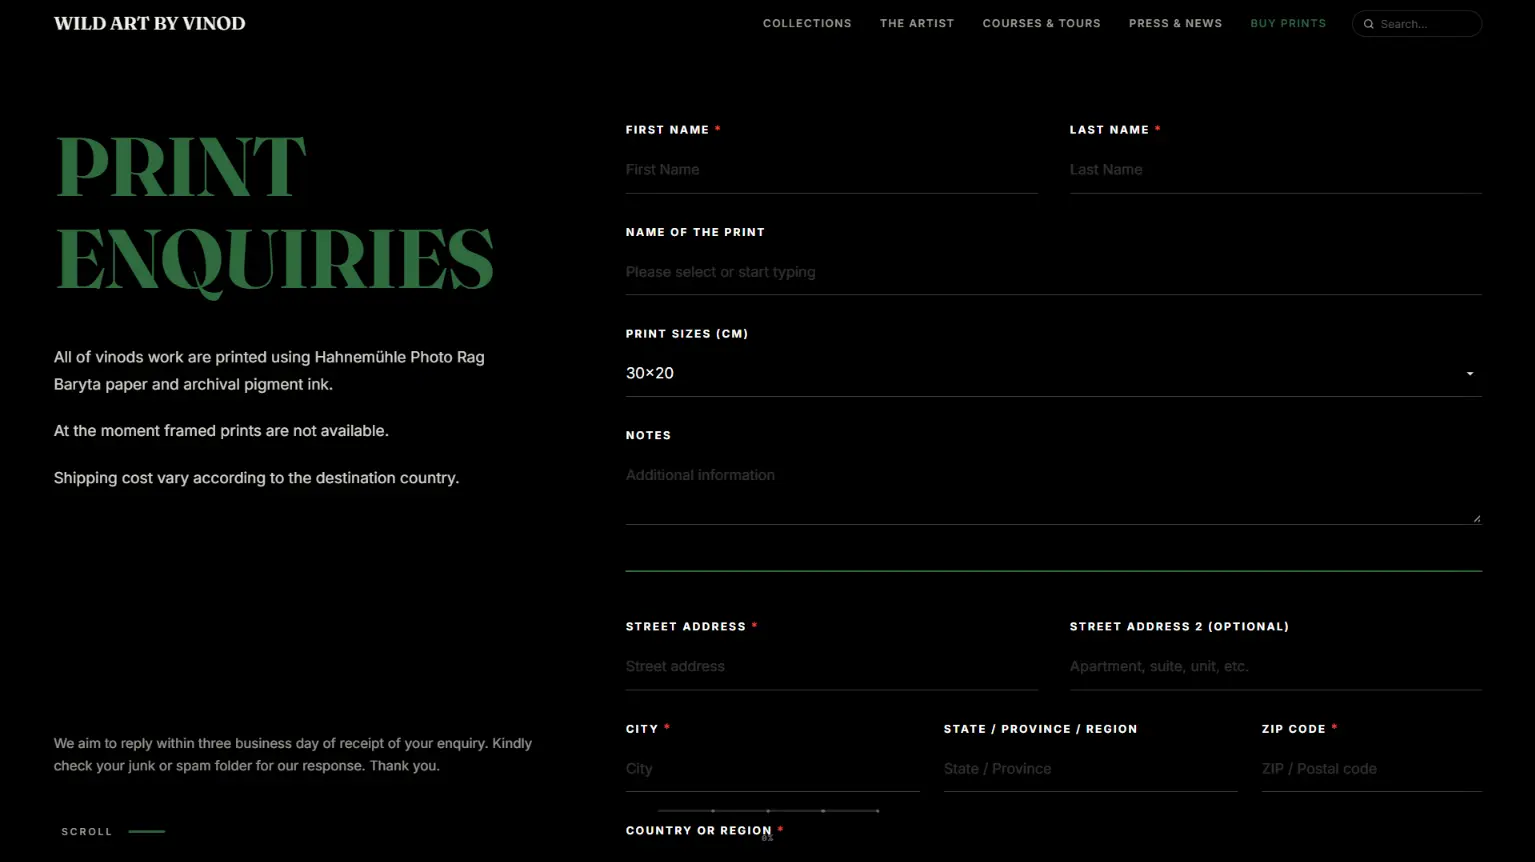 WILD ART BY VINOD
COLLECTIONS THE ARTIST COURSES & TOURS PRESS & NEWS BUY PRINTS Search...
PRINT
ENQUIRIES
All of vinods work are printed using Hahnemühle Photo Rag
Baryta paper and archival pigment ink.
At the moment framed prints are not available.
Shipping cost vary according to the destination country.
We aim to reply within three business day of receipt of your enquiry. Kindly
check your junk or spam folder for our response. Thank you.
SCROLL
FIRST NAME * LAST NAME *
First Name Last Name
NAME OF THE PRINT
Please select or start typing
PRINT SIZES (CM)
30×20
NOTES
Additional information
STREET ADDRESS * STREET ADDRESS 2 (OPTIONAL)
Street address Apartment, suite, unit, etc.
CITY * STATE / PROVINCE / REGION ZIP CODE *
City State / Province ZIP / Postal code
COUNTRY OR REGION *